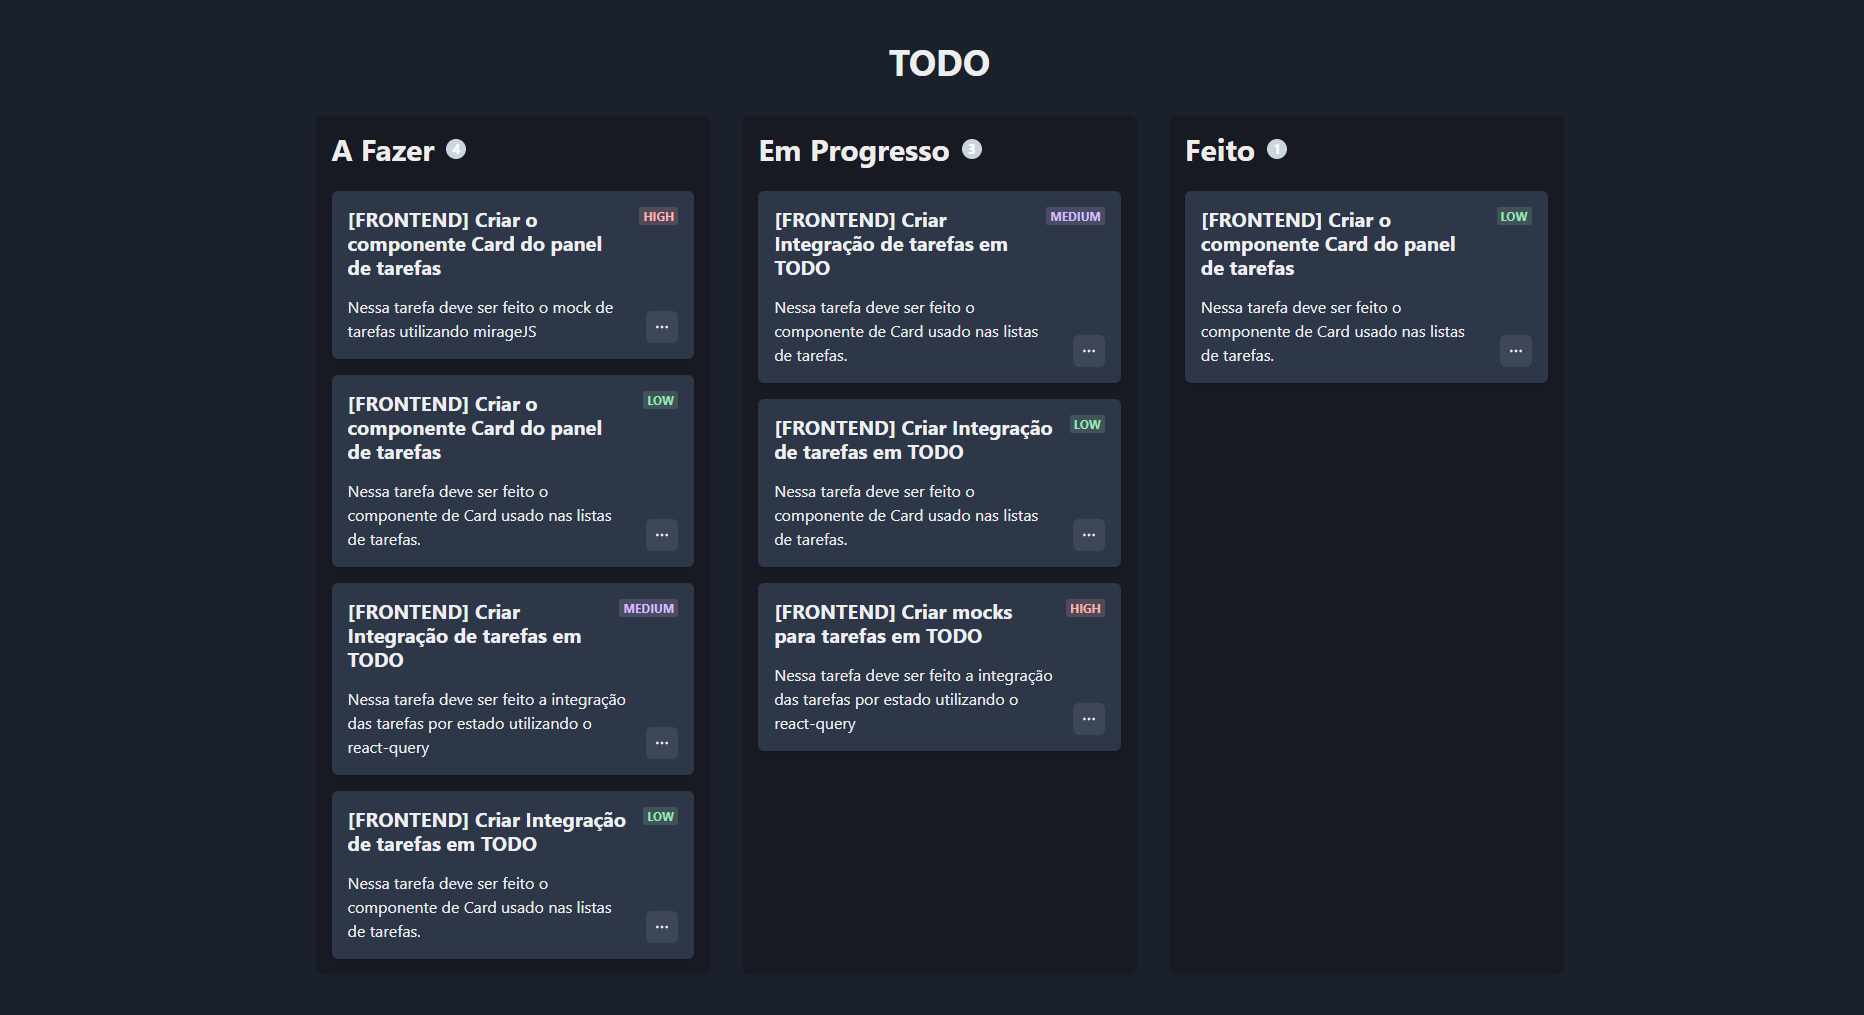 TODO
A Fazer 4
[FRONTEND] Criar o
componente Card do panel
de tarefas
HIGH
Nessa tarefa deve ser feito o mock de
tarefas utilizando mirageJS
...
[FRONTEND] Criar o
componente Card do panel
de tarefas
LOW
Nessa tarefa deve ser feito o
componente de Card usado nas listas
de tarefas.
...
[FRONTEND] Criar
Integração de tarefas em
TODO
MEDIUM
Nessa tarefa deve ser feito a integração
das tarefas por estado utilizando o
react-query
...
[FRONTEND] Criar Integração
de tarefas em TODO
LOW
Nessa tarefa deve ser feito o
componente de Card usado nas listas
de tarefas.
...
Em Progresso 3
[FRONTEND] Criar
Integração de tarefas em
TODO
MEDIUM
Nessa tarefa deve ser feito o
componente de Card usado nas listas
de tarefas.
...
[FRONTEND] Criar Integração
de tarefas em TODO
LOW
Nessa tarefa deve ser feito o
componente de Card usado nas listas
de tarefas.
...
[FRONTEND] Criar mocks
para tarefas em TODO
HIGH
Nessa tarefa deve ser feito a integração
das tarefas por estado utilizando o
react-query
...
Feito 1
[FRONTEND] Criar o
componente Card do panel
de tarefas
LOW
Nessa tarefa deve ser feito o
componente de Card usado nas listas
de tarefas.
...